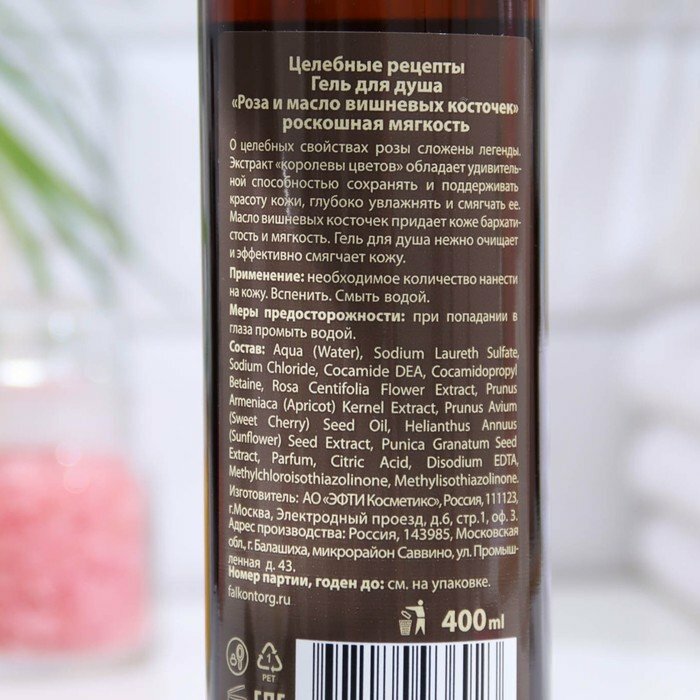 Целебные рецепты
Гель для душа
«Роза и масло вишневых косточек»
роскошная мягкость
О целебных свойствах розы сложены легенды.
Экстракт «королевы цветов» обладает удивитель-
ной способностью сохранять и поддерживать
красоту кожи, глубоко увлажнять и смягчать ее.
Масло вишневых косточек придает коже бархати-
стость и мягкость. Гель для душа нежно очищает
и эффективно смягчает кожу.
Применение: необходимое количество нанести
на кожу. Вспенить. Смыть водой.
Меры предосторожности: при попадании в
глаза промыть водой.
Состав: Aqua (Water), Sodium Laureth Sulfate,
Sodium Chloride, Cocamide DEA, Cocamidopropyl
Betaine, Rosa Centifolia Flower Extract, Prunus
Armeniaca (Apricot) Kernel Extract, Prunus Avium
(Sweet Cherry) Seed Oil, Helianthus Annuus
(Sunflower) Seed Extract, Punica Granatum Seed
Extract, Parfum, Citric Acid, Disodium EDTA,
Methylchloroisothiazolinone, Methylisothiazolinone.
Изготовитель: АО «ЭФТИ Косметикс», Россия, 111123,
г.Москва, Электродный проезд, д.6, стр.1, оф. 3.
Адрес производства: Россия, 143985, Московская
обл., г. Балашиха, микрорайон Саввино, ул. Промыш-
ленная д. 43.
Номер партии, годен до: см. на упаковке.
falkontorg.ru
400ml
1
PET
EAC